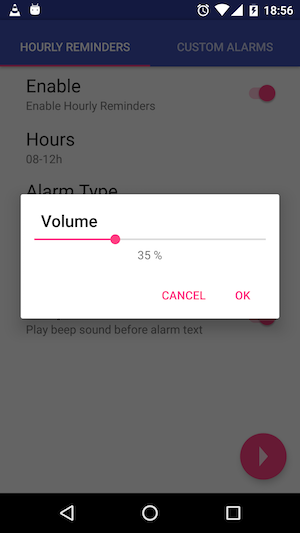 18:56
HOURLY REMINDERS
CUSTOM ALARMS
Enable
Enable Hourly Reminders
Hours
08-12h
Alarm Type
Volume
35 %
CANCEL
OK
Play beep sound before alarm text